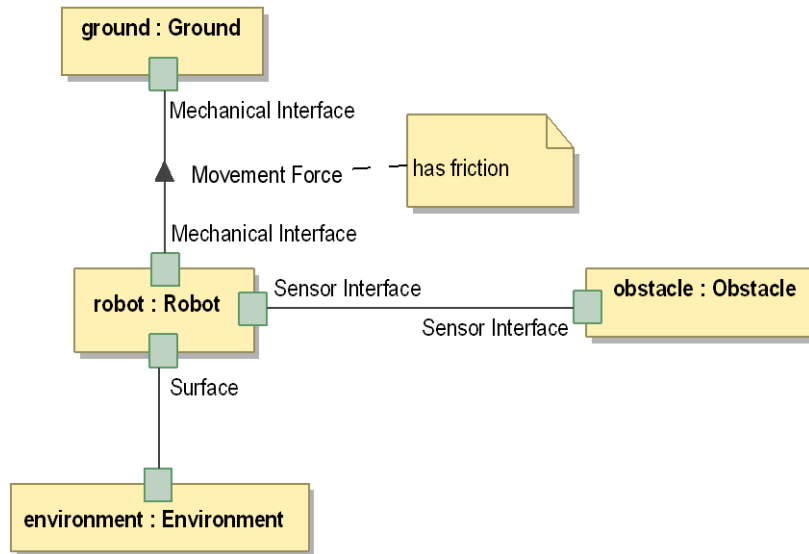 ground : Ground
Mechanical Interface
Movement Force
has friction
Mechanical Interface
robot : Robot
Sensor Interface
obstacle : Obstacle
Sensor Interface
Surface
environment : Environment